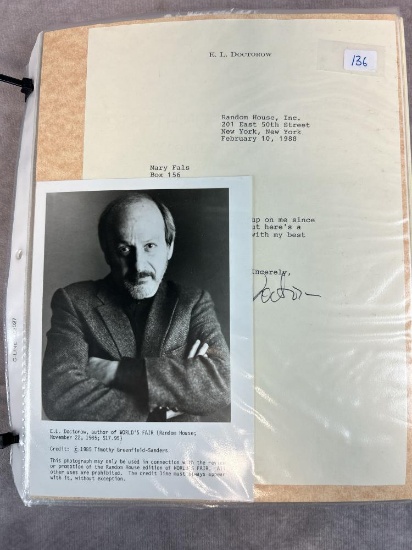 E. L. DOCTOROW
136
Random House, Inc.
201 East 50th Street
New York, New York
February 10, 1988
Mary Fals
Box 156
up on me since
ut here's a
with my best
incerely,
E.L. Doctorow, author of WORLD'S FAIR (Random House;
November 22, 1985; $17.95)
Credit: © 1985 Timothy Greenfield-Sanders
This photograph may only be used in connection with the review
or promotion of the Random House edition of WORLD'S FAIR. All
other uses are prohibited. The credit line must always appear
with it, without exception.